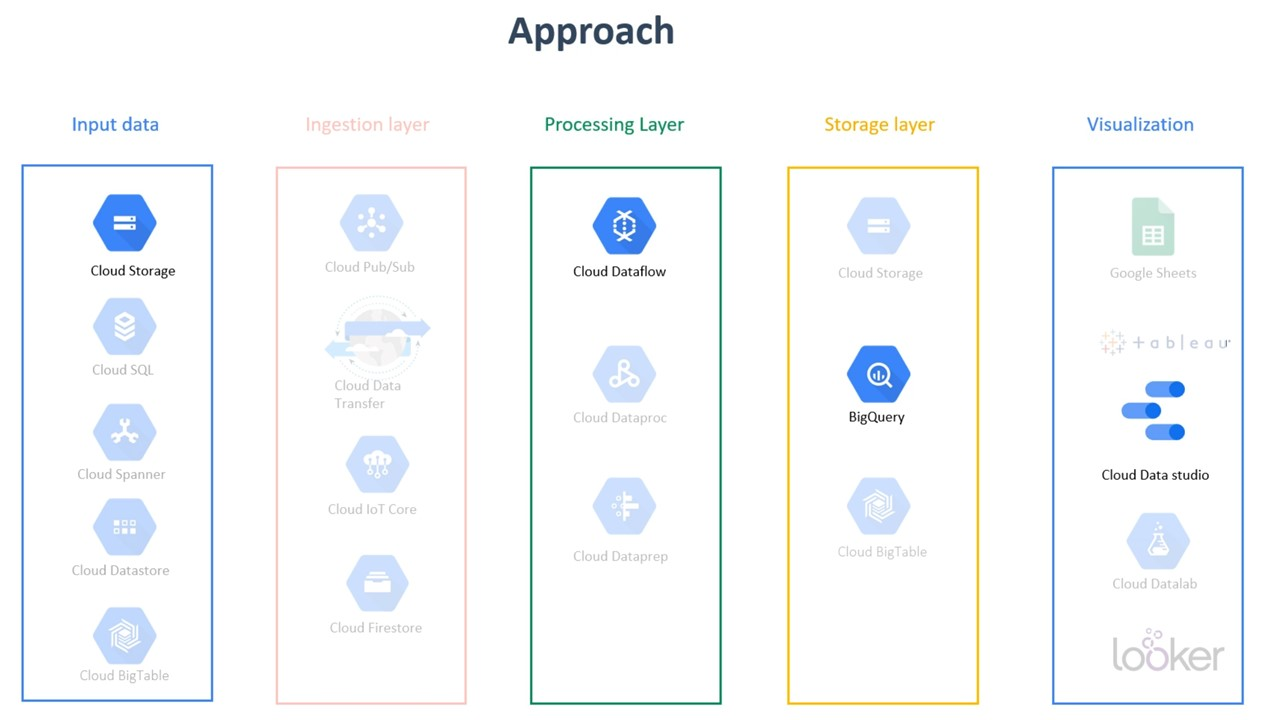 Approach
Input data
Cloud Storage
Cloud SQL
Cloud Spanner
Cloud Datastore
Cloud BigTable
Ingestion layer
Cloud Pub/Sub
Cloud Data
Transfer
Cloud IoT Core
Cloud Firestore
Processing Layer
Cloud Dataflow
Cloud Dataproc
Cloud Dataprep
Storage layer
Cloud Storage
BigQuery
Cloud BigTable
Visualization
Google Sheets
+ableau
Cloud Data studio
Cloud Datalab
looker